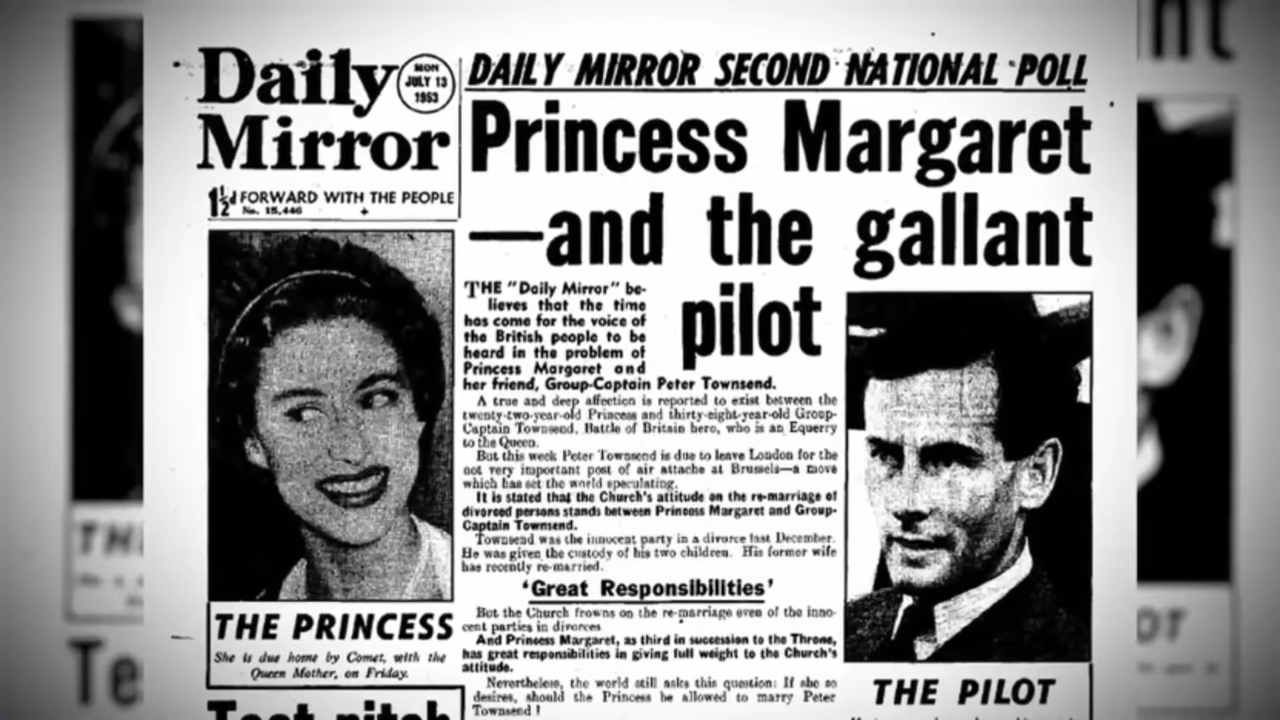 Daily
Mirror
MON
JULY 13
1953
1½d FORWARD WITH THE PEOPLE
No. 15,446
DAILY MIRROR SECOND NATIONAL POLL
Princess Margaret
—and the gallant
pilot
THE "Daily Mirror" be-
lieves that the time
has come for the voice of
the British people to be
heard in the problem of
Princess Margaret and
her friend, Group-Captain Peter Townsend.
A true and deep affection is reported to exist between the
twenty-two-year-old Princess and thirty-eight-year-old Group-
Captain Townsend, Battle of Britain hero, who is an Equerry
to the Queen.
But this week Peter Townsend is due to leave London for the
not very important post of air attache at Brussels—a move
which has set the world speculating.
It is stated that the Church's attitude on the re-marriage of
divorced persons stands between Princess Margaret and Group-
Captain Townsend.
Townsend was the innocent party in a divorce last December.
He was given the custody of his two children. His former wife
has recently re-married.
'Great Responsibilities'
But the Church frowns on the re-marriage even of the inno-
cent parties in divorces
And Princess Margaret, as third in succession to the Throne,
has great responsibilities in giving full weight to the Church's
attitude.
Nevertheless, the world still asks this question: If she so
desires, should the Princess be allowed to marry Peter
Townsend?
THE PRINCESS
She is due home by Comet, with the
Queen Mother, on Friday.
THE PILOT